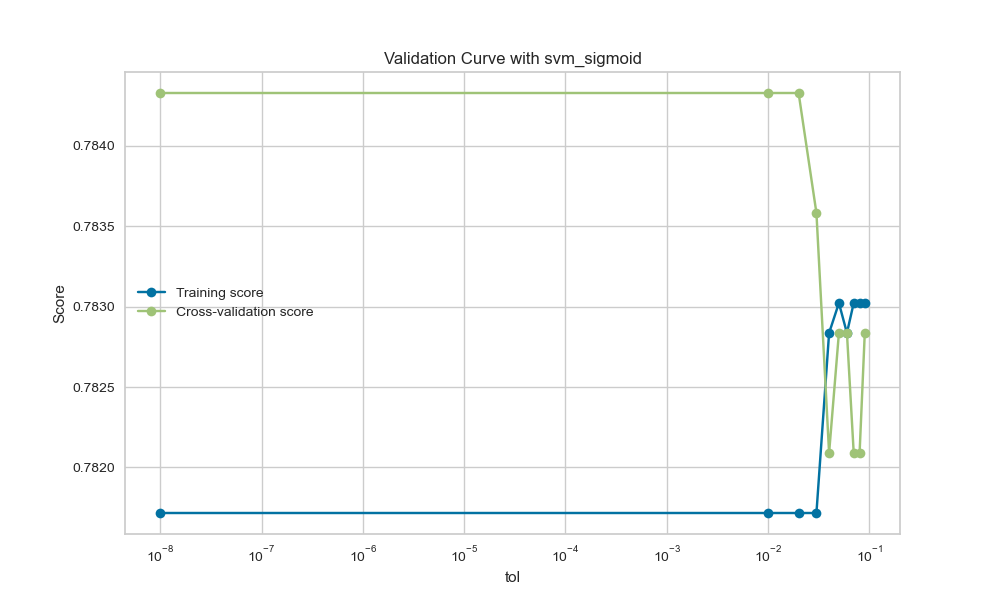 Validation Curve with svm_sigmoid
0.7840
0.7835
0.7830
0.7825
0.7820
Score
Training score
Cross-validation score
10⁻⁸ 10⁻⁷ 10⁻⁶ 10⁻⁵ 10⁻⁴ 10⁻³ 10⁻² 10⁻¹
tol